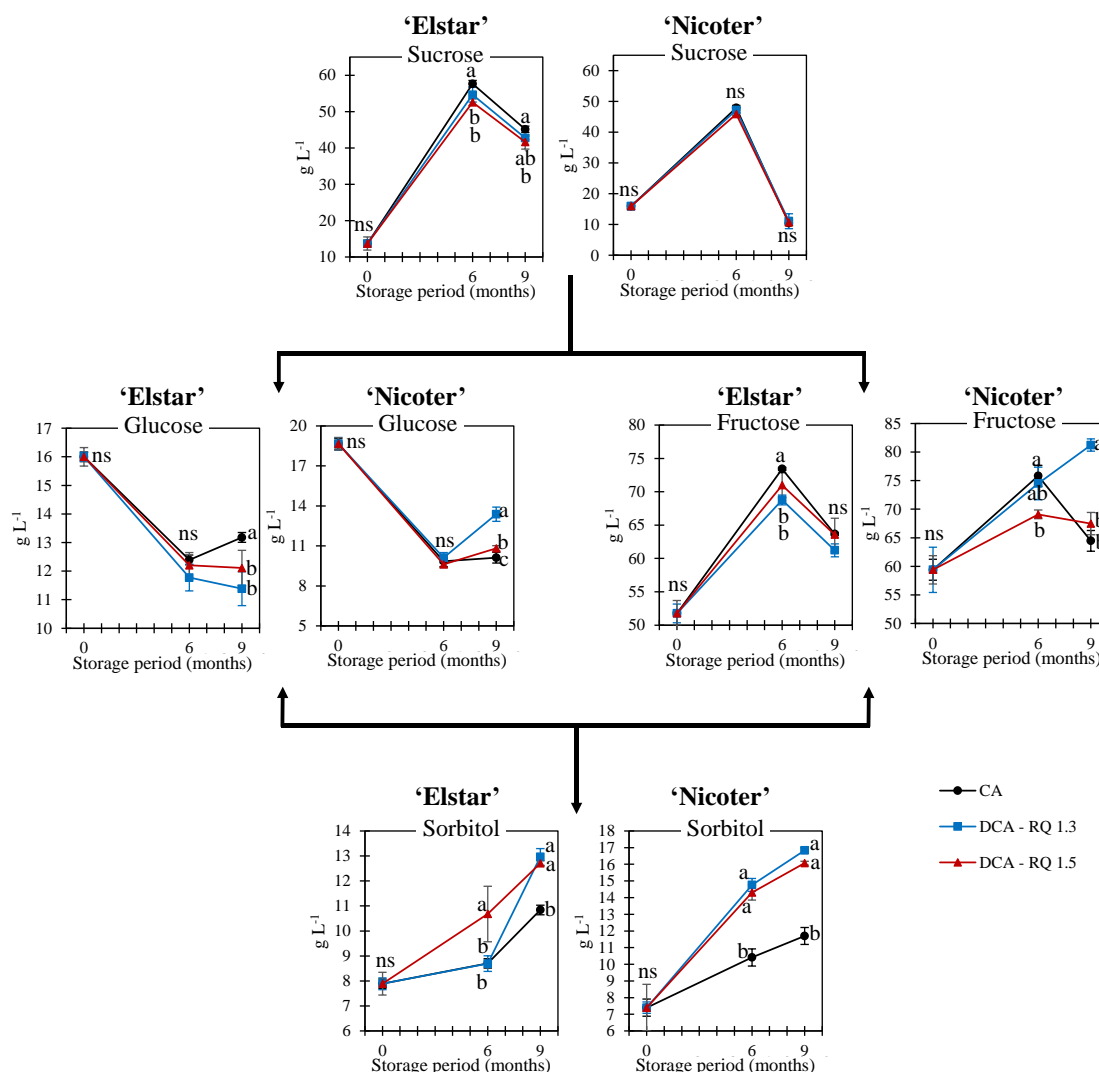 ‘Elstar’ ‘Nicoter’
Sucrose Sucrose
g L-1
60
50
40
30
20
10
ns
a
b
b
a
ab
b
0 6 9
Storage period (months)
g L-1
60
50
40
30
20
10
0
ns
ns
ns
0 6 9
Storage period (months)
‘Elstar’ ‘Nicoter’ ‘Elstar’ ‘Nicoter’
Glucose Glucose Fructose Fructose
g L-1
17
16
15
14
13
12
11
10
ns
ns
a
b
b
0 6 9
Storage period (months)
g L-1
19
17
14
11
8
5
ns
ns
a
b
c
0 6 9
Storage period (months)
g L-1
80
75
70
65
60
55
50
ns
a
b
b
ns
0 6 9
Storage period (months)
g L-1
85
80
75
70
65
60
55
50
ns
a
ab
b
a
b
b
0 6 9
Storage period (months)
‘Elstar’ ‘Nicoter’
Sorbitol Sorbitol
g L-1
14
13
12
11
10
9
8
7
6
ns
a
b
b
a
a
b
0 6 9
Storage period (months)
g L-1
18
17
16
15
14
13
12
11
10
9
8
7
6
ns
a
a
b
a
a
b
0 6 9
Storage period (months)
CA
DCA - RQ 1.3
DCA - RQ 1.5